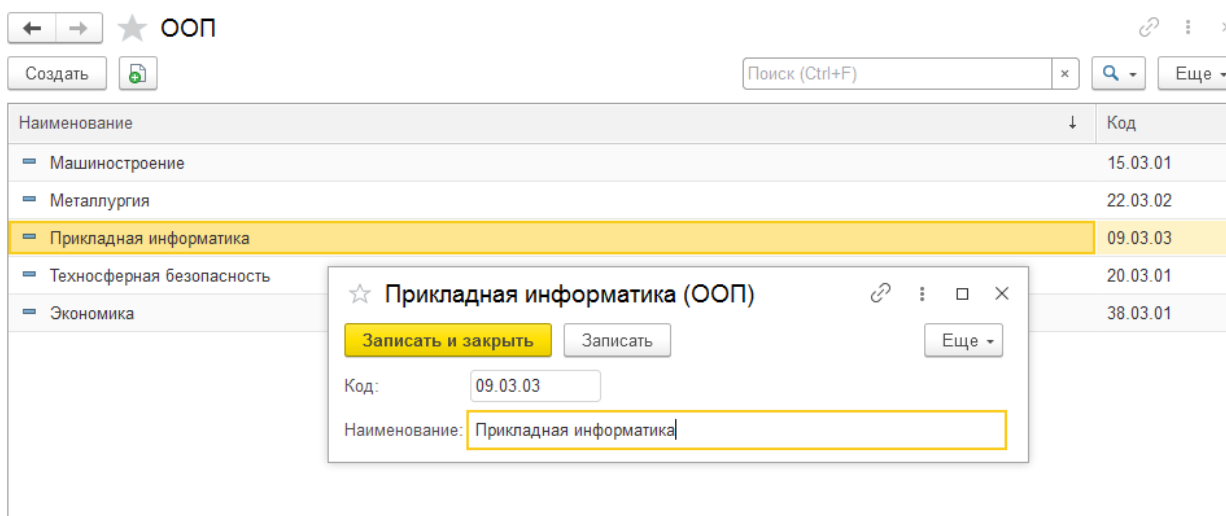 ООП
Создать Поиск (Ctrl+F) × Еще
Наименование ↓ Код
Машиностроение 15.03.01
Металлургия 22.03.02
Прикладная информатика 09.03.03
Техносферная безопасность 20.03.01
Экономика 38.03.01
Прикладная информатика (ООП)
Записать и закрыть Записать Еще
Код: 09.03.03
Наименование: Прикладная информатика